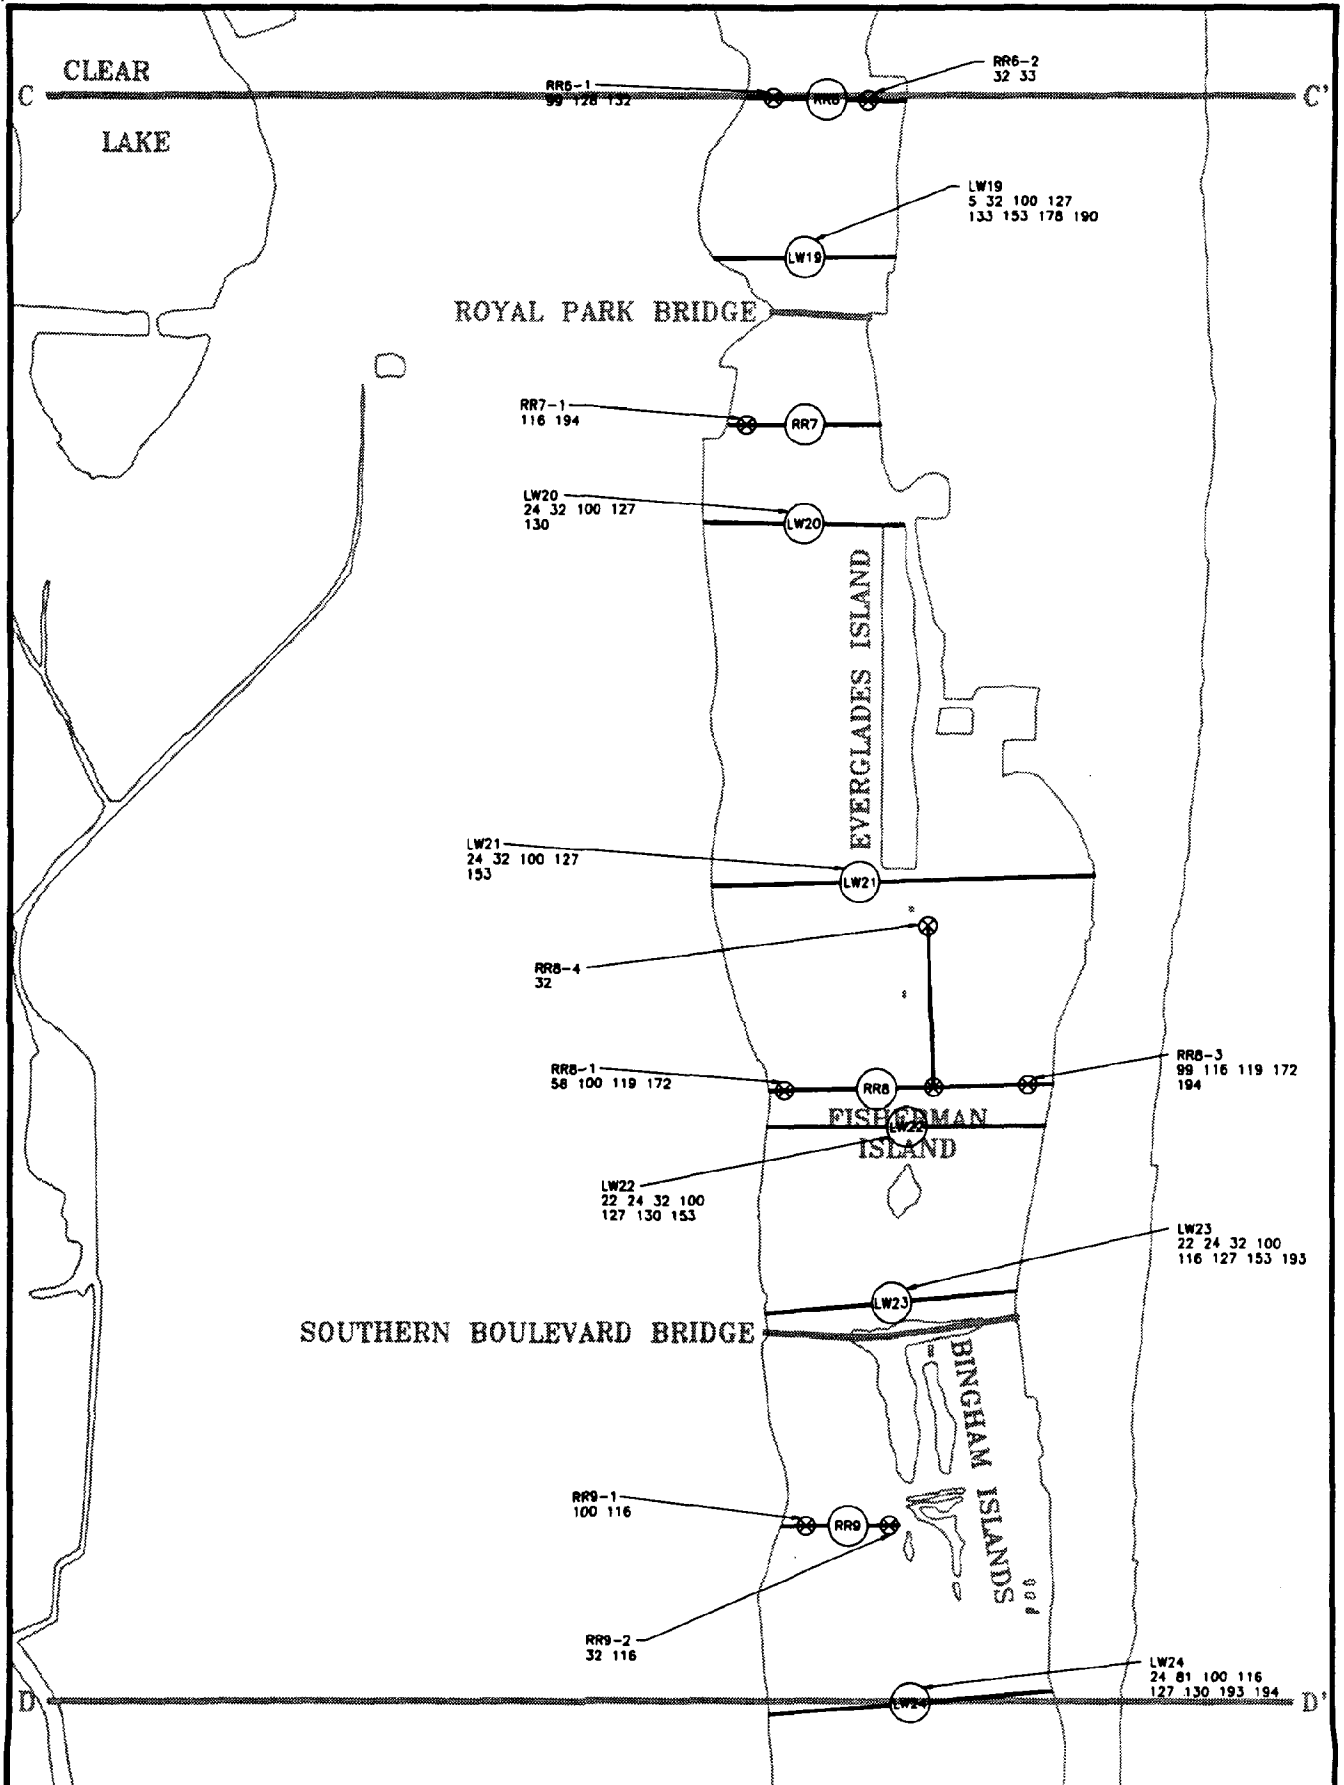 CLEAR
LAKE
C
C'
RR6-1
99 128 132
RR6
RR6-2
32 33
LW19
5 32 100 127
133 153 178 190
LW19
ROYAL PARK BRIDGE
RR7-1
116 194
RR7
LW20
24 32 100 127
130
LW20
EVERGLADES ISLAND
LW21
24 32 100 127
153
LW21
RR8-4
32
RR8-1
58 100 119 172
RR8
RR8-3
99 116 119 172
194
FISHERMAN
ISLAND
LW22
LW22
22 24 32 100
127 130 153
LW23
22 24 32 100
116 127 153 193
LW23
SOUTHERN BOULEVARD BRIDGE
BINGHAM ISLANDS
RR9-1
100 116
RR9
RR9-2
32 116
LW24
24 81 100 116
127 130 193 194
D
LW24
D'